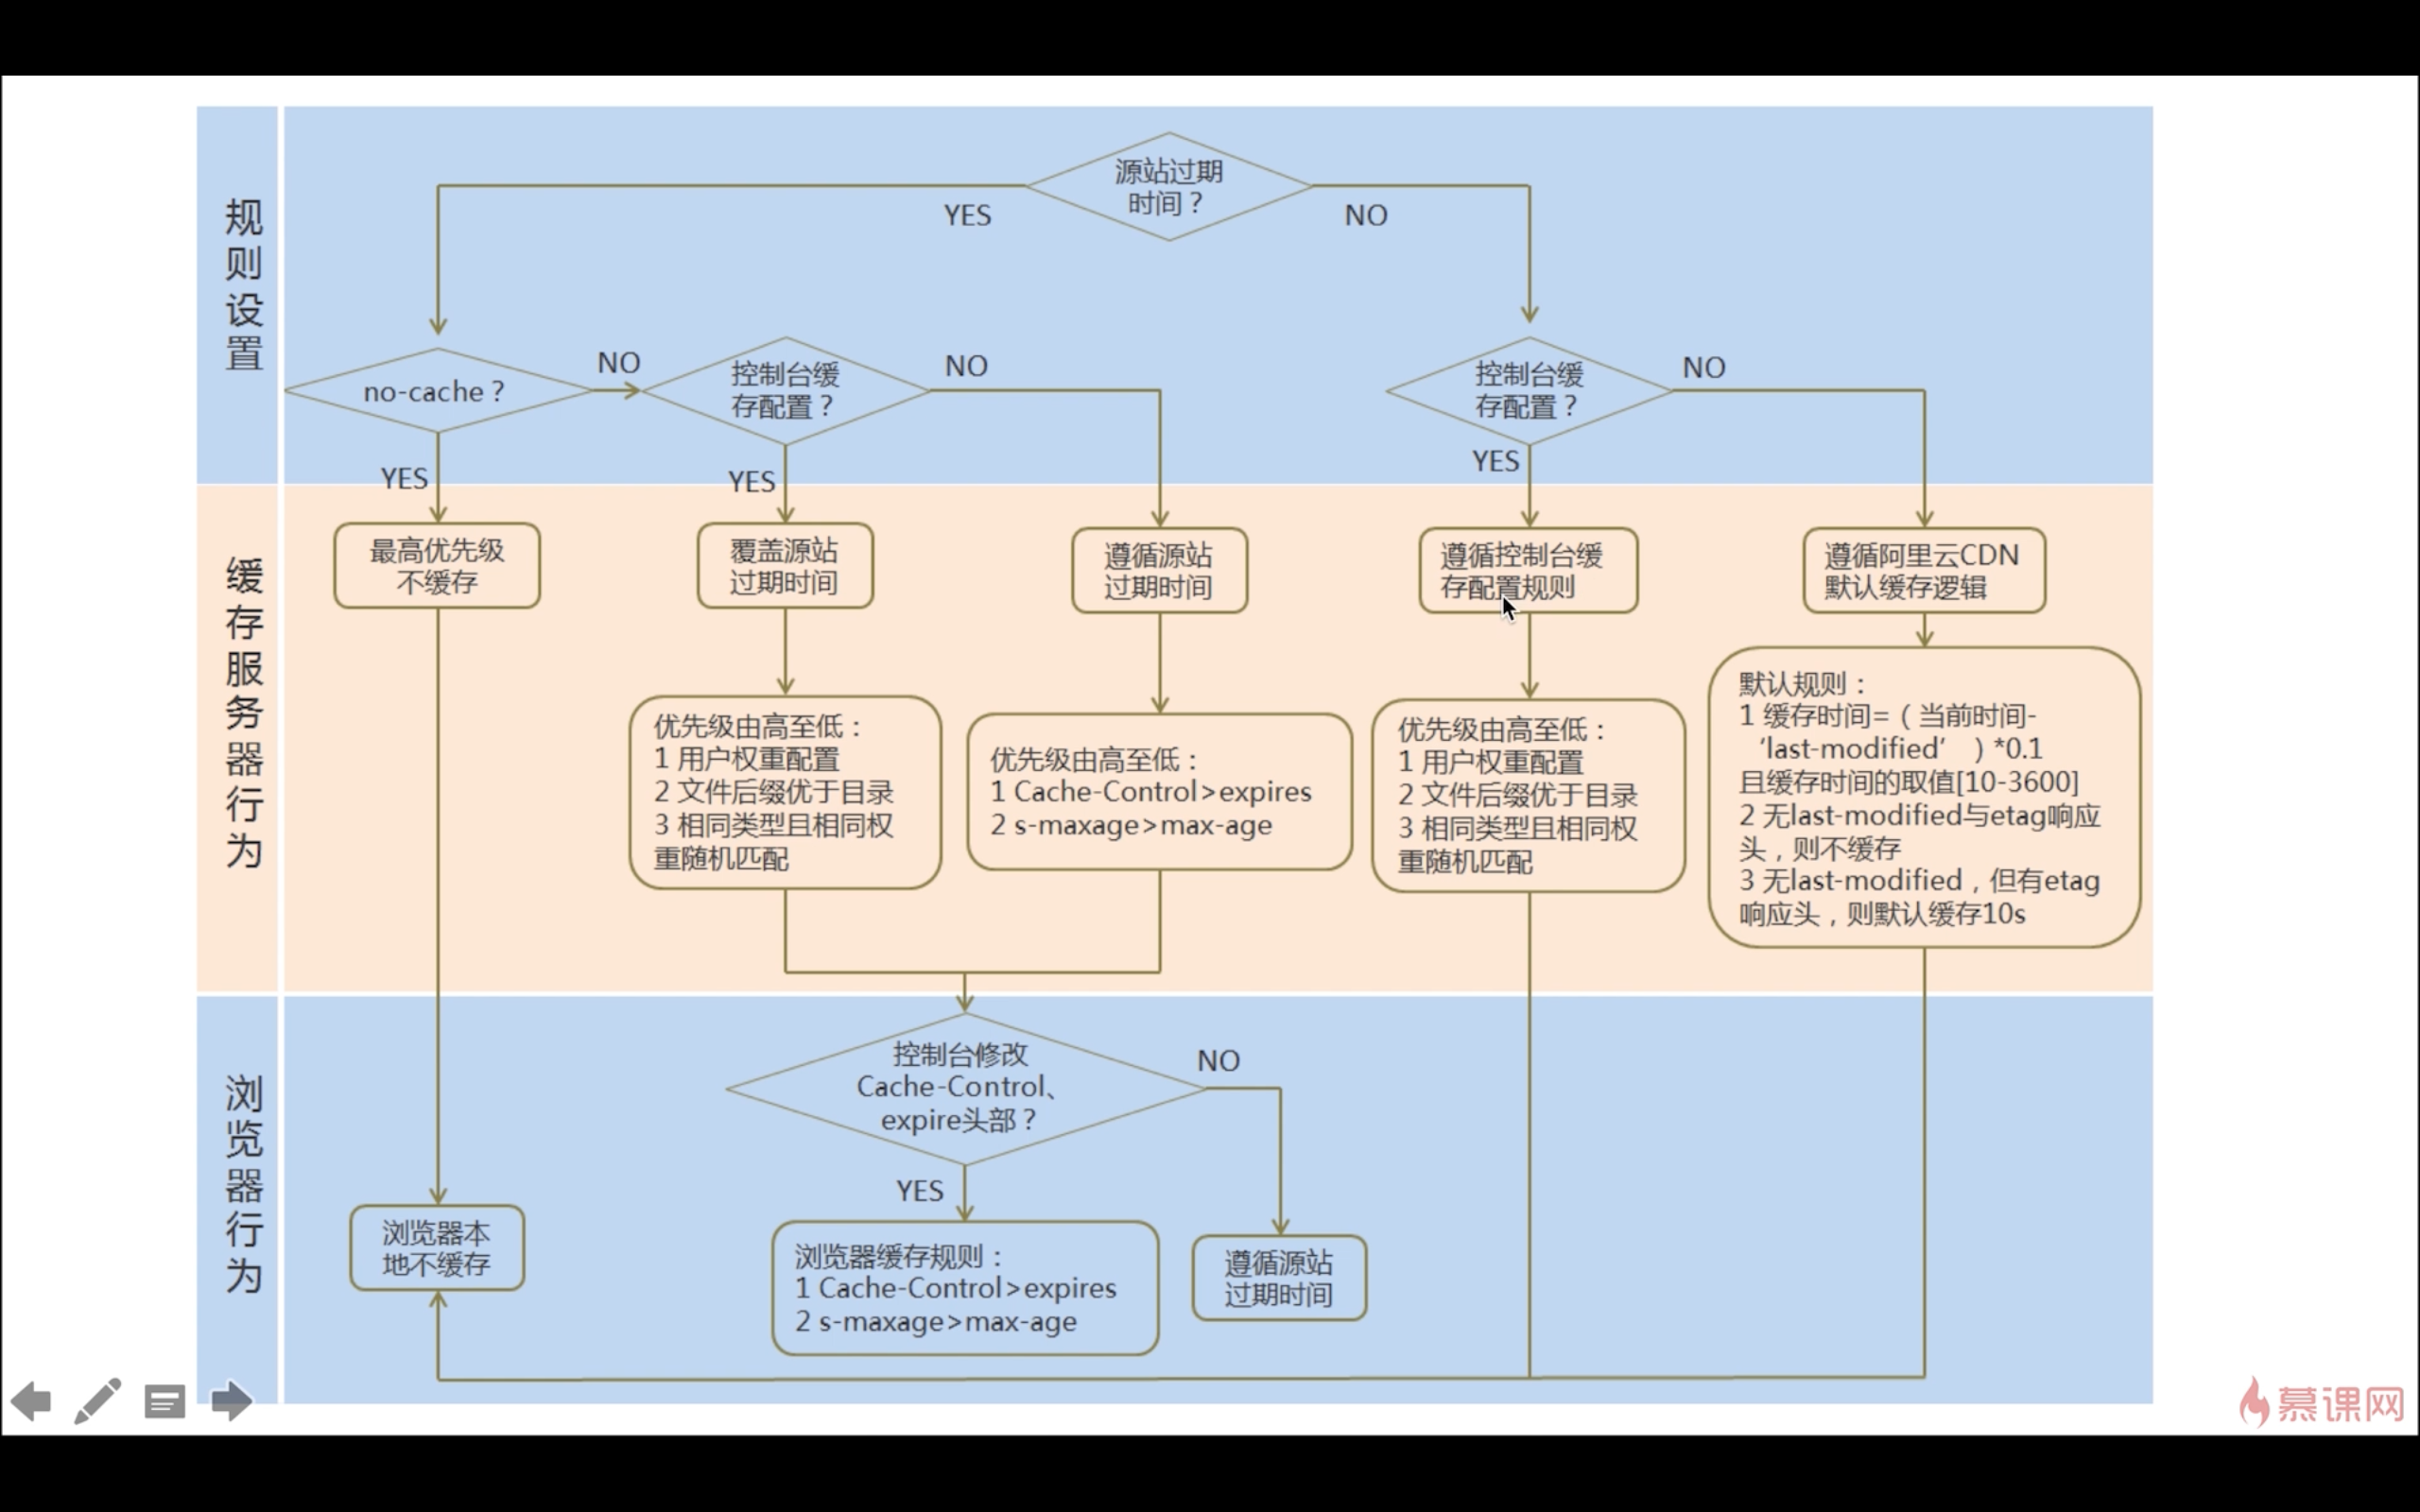 规则设置
源站过期
时间？
YES
NO
no-cache？
NO
控制台缓
存配置？
NO
控制台缓
存配置？
NO
YES
YES
YES
缓存服务器行为
最高优先级
不缓存
覆盖源站
过期时间
遵循源站
过期时间
遵循控制台缓
存配置规则
遵循阿里云CDN
默认缓存逻辑
优先级由高至低：
1 用户权重配置
2 文件后缀优于目录
3 相同类型且相同权
重随机匹配
优先级由高至低：
1 Cache-Control>expires
2 s-maxage>max-age
优先级由高至低：
1 用户权重配置
2 文件后缀优于目录
3 相同类型且相同权
重随机匹配
默认规则：
1 缓存时间=（当前时间-
‘last-modified’ ）*0.1
且缓存时间的取值[10-3600]
2 无last-modified与etag响应
头，则不缓存
3 无last-modified，但有etag
响应头，则默认缓存10s
浏览器行为
控制台修改
Cache-Control、
expire头部？
NO
YES
浏览器本
地不缓存
浏览器缓存规则：
1 Cache-Control>expires
2 s-maxage>max-age
遵循源站
过期时间
慕课网